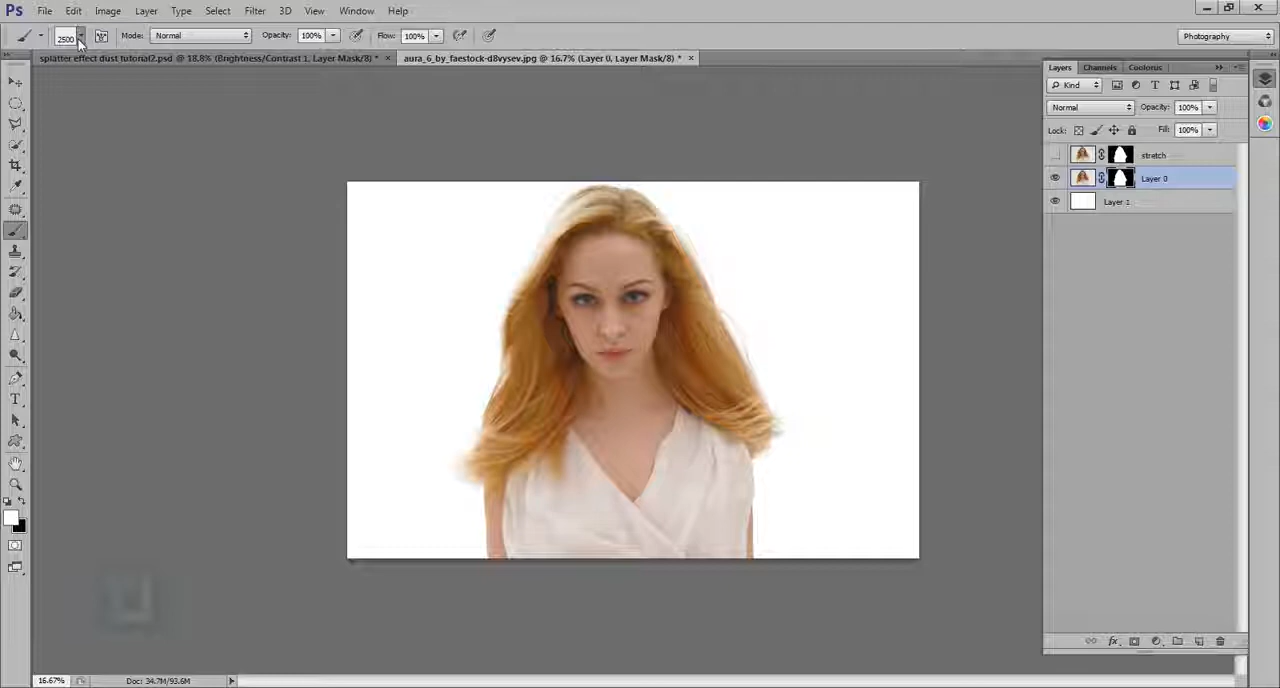 Ps File Edit Image Layer Type Select Filter 3D View Window Help
2500 Mode: Normal Opacity: 100% Flow: 100% Photography
splatter effect dust tutorial2.psd @ 18.8% (Brightness/Contrast 1, Layer Mask/8) * × aura_6_by_faestock-d8vysev.jpg @ 16.7% (Layer 0, Layer Mask/8) * ×
Layers Channels Coolorus
Kind
Normal Opacity: 100%
Lock: Fill: 100%
stretch
Layer 0
Layer 1
16.67% Doc: 34.7M/93.6M